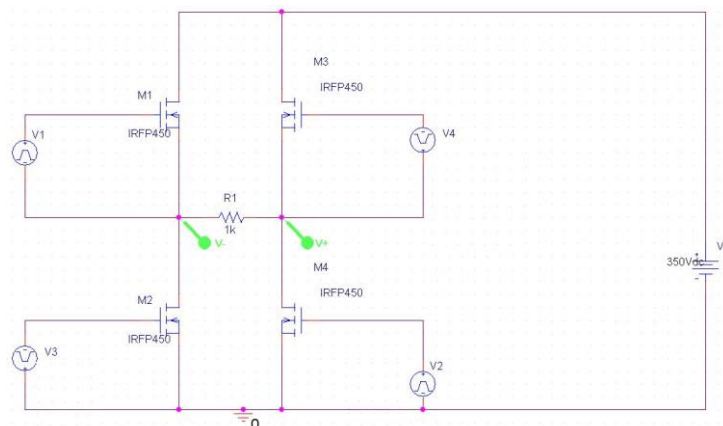 M3
IRFP450
M1
IRFP450
V1
V4
R1
1k
V-
V+
V
350Vdc
M4
IRFP450
M2
IRFP450
V3
V2
0